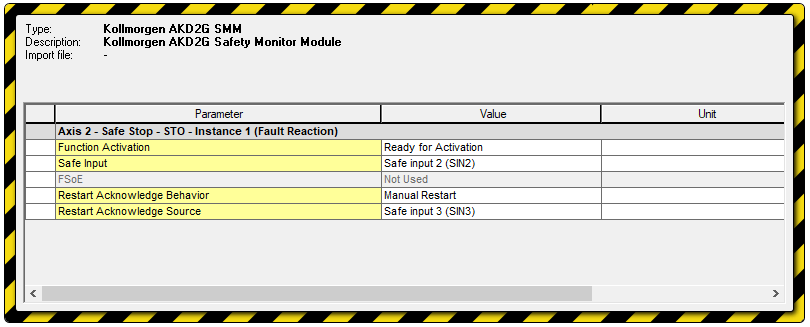 Type: Kollmorgen AKD2G SMM
Description: Kollmorgen AKD2G Safety Monitor Module
Import file: -
Parameter Value Unit
Axis 2 - Safe Stop - STO - Instance 1 (Fault Reaction)
Function Activation Ready for Activation
Safe Input Safe input 2 (SIN2)
FSoE Not Used
Restart Acknowledge Behavior Manual Restart
Restart Acknowledge Source Safe input 3 (SIN3)